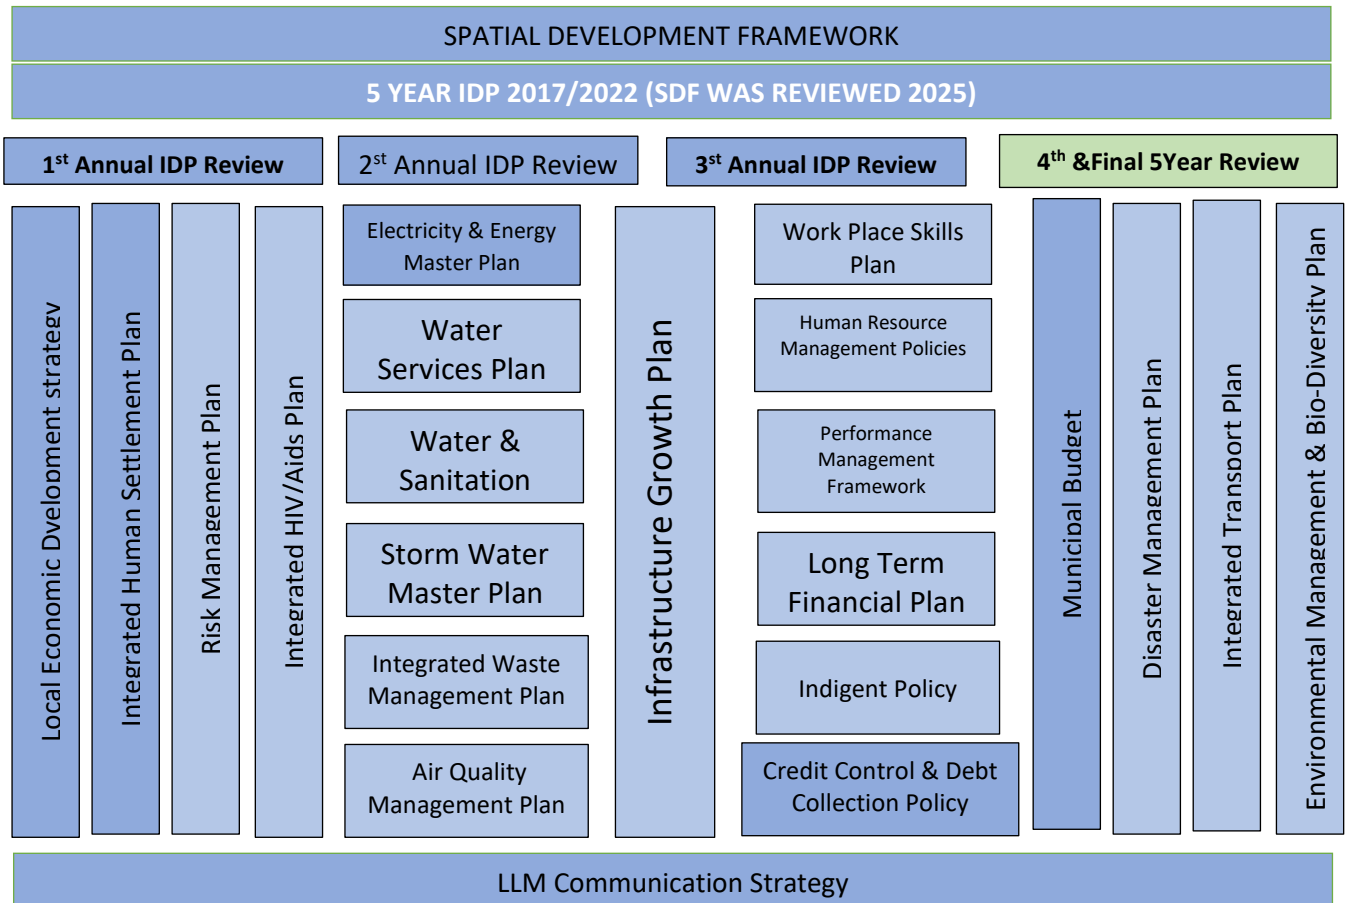 SPATIAL DEVELOPMENT FRAMEWORK
5 YEAR IDP 2017/2022 (SDF WAS REVIEWED 2025)
1st Annual IDP Review
2st Annual IDP Review
3st Annual IDP Review
4th &Final 5Year Review
Local Economic Dvelopment strategy
Integrated Human Settlement Plan
Risk Management Plan
Integrated HIV/Aids Plan
Electricity & Energy
Master Plan
Water
Services Plan
Water &
Sanitation
Storm Water
Master Plan
Integrated Waste
Management Plan
Air Quality
Management Plan
Infrastructure Growth Plan
Work Place Skills
Plan
Human Resource
Management Policies
Performance
Management
Framework
Long Term
Financial Plan
Indigent Policy
Credit Control & Debt
Collection Policy
Municipal Budget
Disaster Management Plan
Integrated Transport Plan
Environmental Management & Bio-Diversity Plan
LLM Communication Strategy